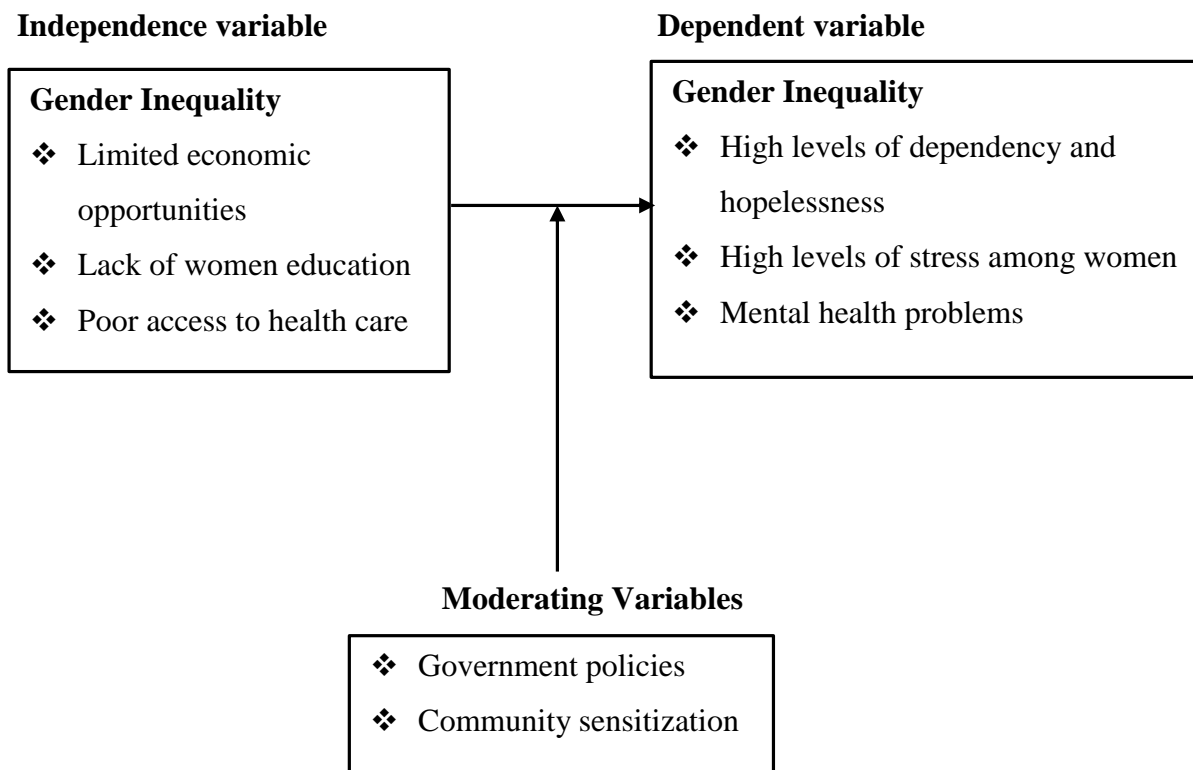 Independence variable
Dependent variable
Gender Inequality
❖ Limited economic
opportunities
❖ Lack of women education
❖ Poor access to health care
Gender Inequality
❖ High levels of dependency and
hopelessness
❖ High levels of stress among women
❖ Mental health problems
Moderating Variables
❖ Government policies
❖ Community sensitization